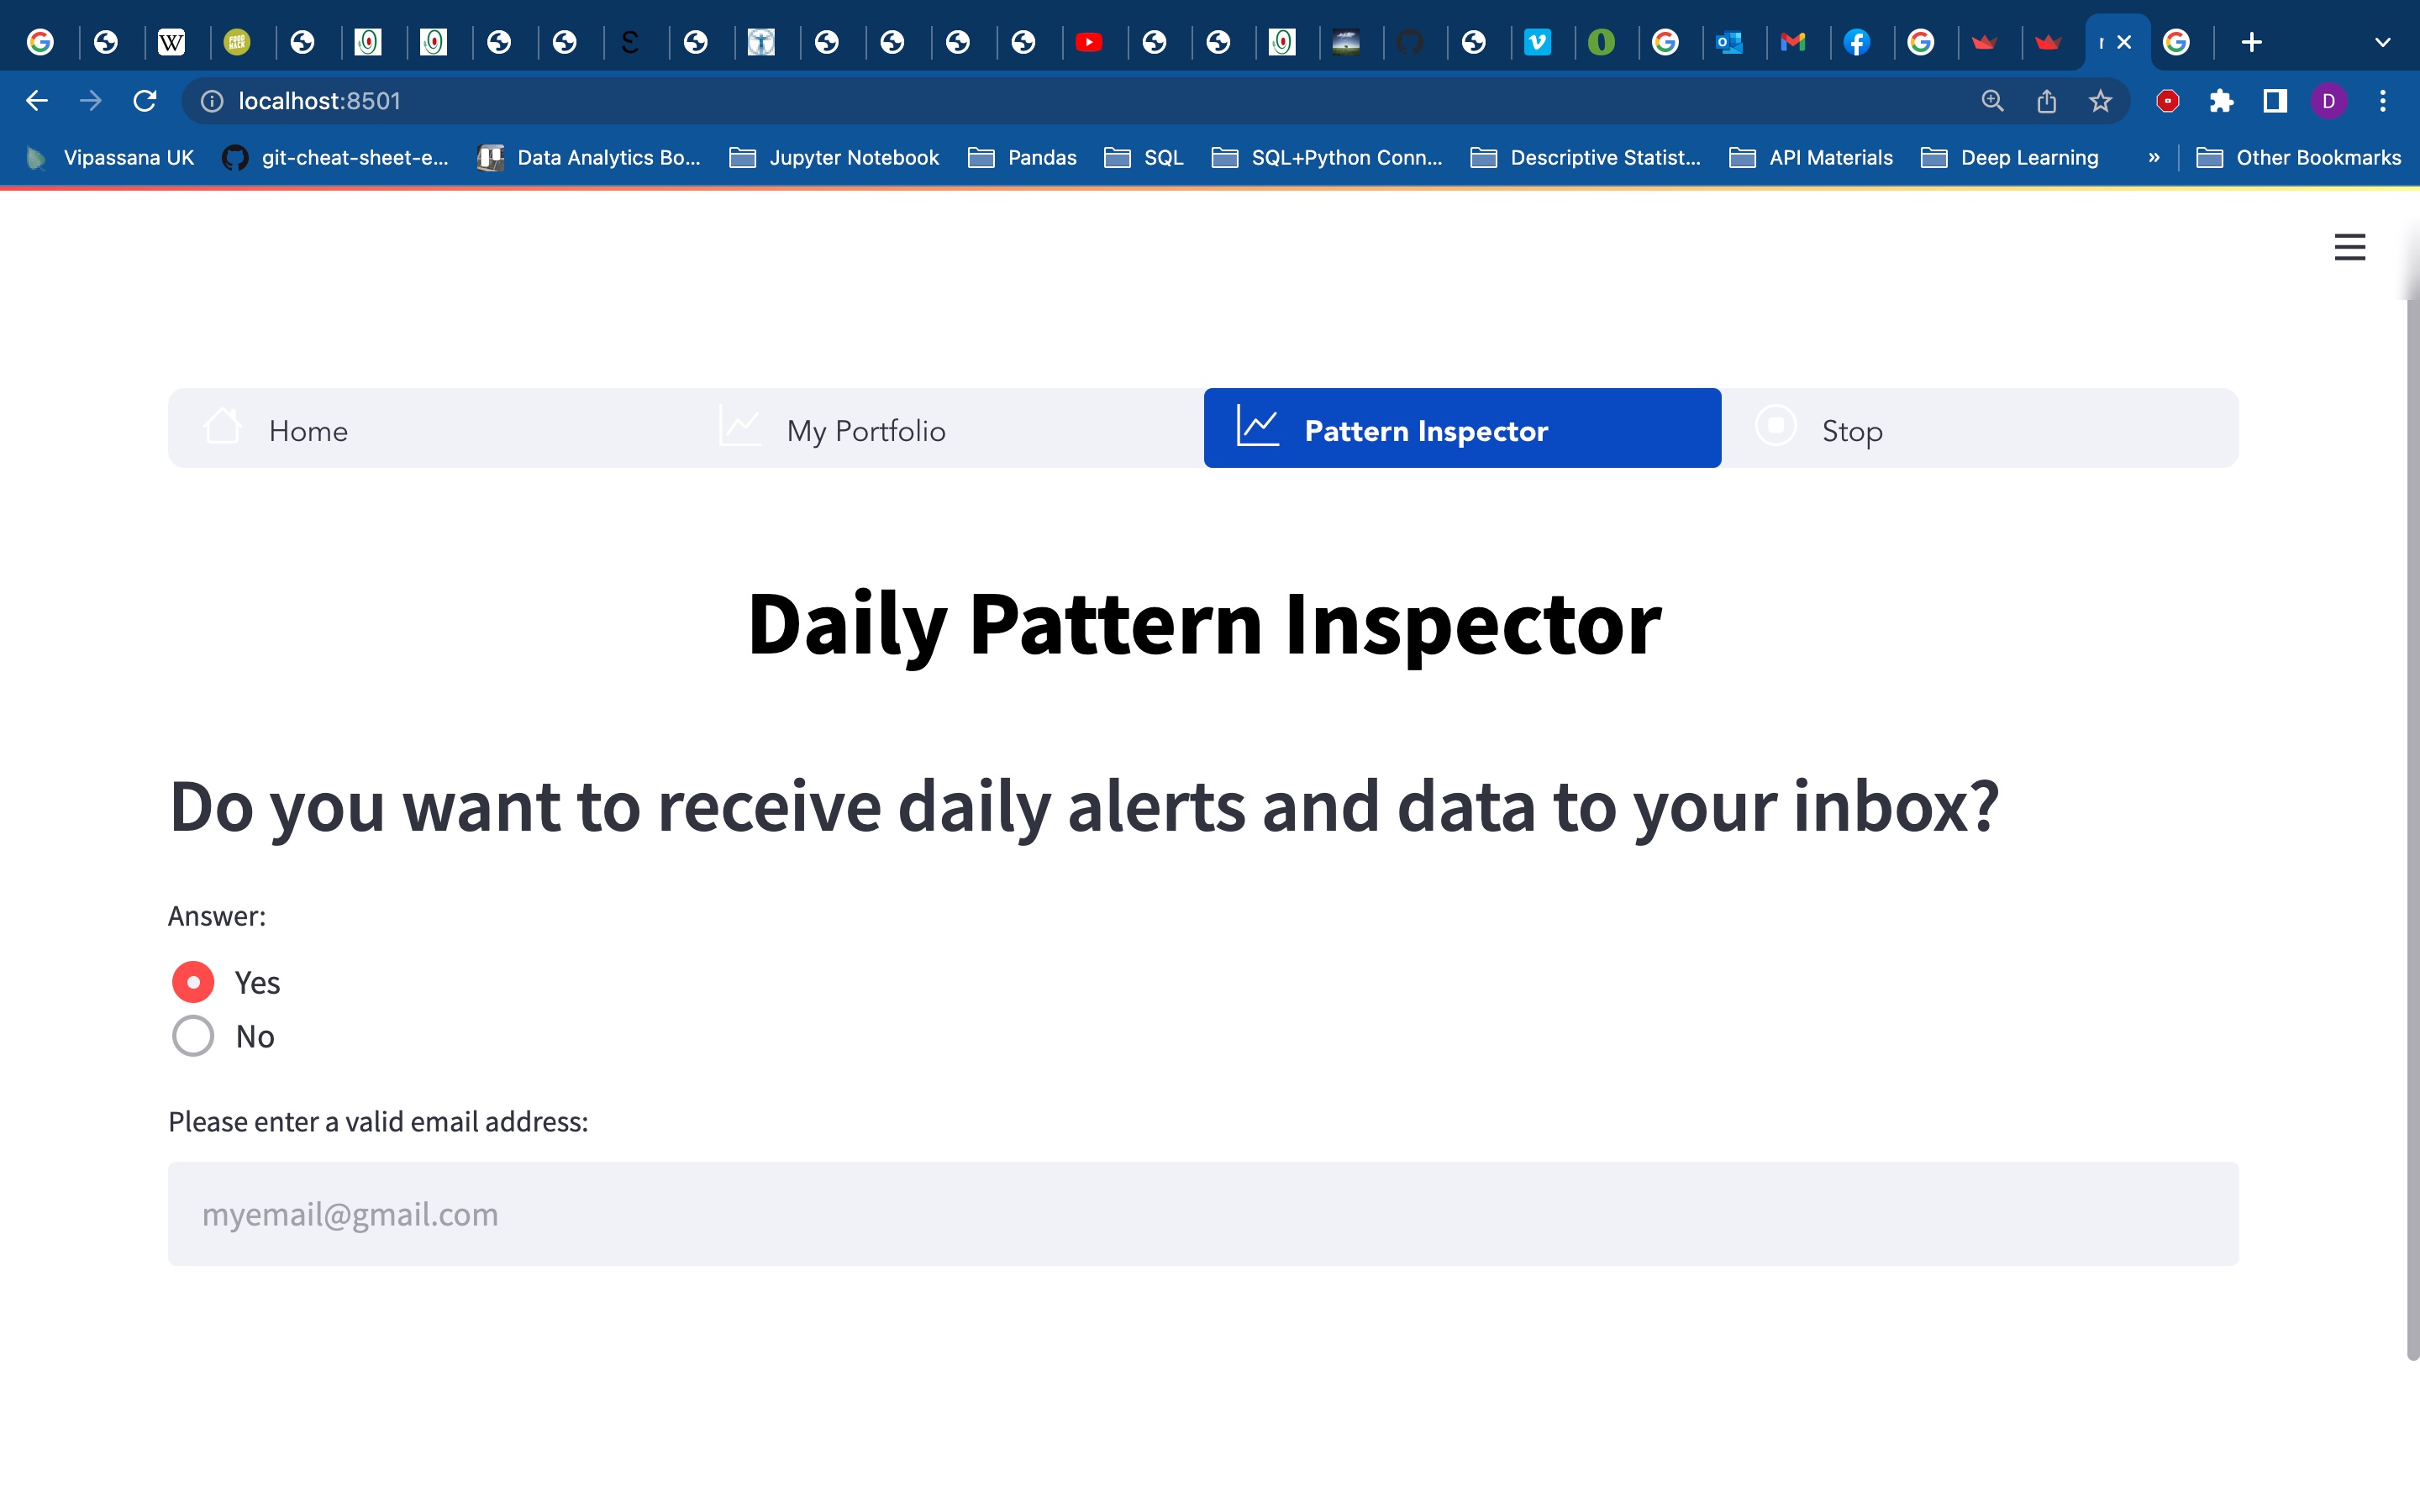 localhost:8501
Vipassana UK git-cheat-sheet-e... Data Analytics Bo... Jupyter Notebook Pandas SQL SQL+Python Conn... Descriptive Statist... API Materials Deep Learning » Other Bookmarks
Home My Portfolio Pattern Inspector Stop
Daily Pattern Inspector
Do you want to receive daily alerts and data to your inbox?
Answer:
Yes
No
Please enter a valid email address:
myemail@gmail.com